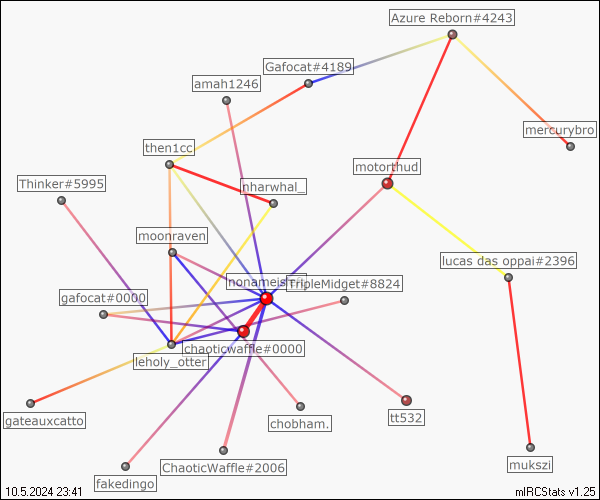 Azure Reborn#4243
Gafocat#4189
amah1246
mercurybro
then1cc
motorthud
Thinker#5995
nharwhal_
moonraven
lucas das oppai#2396
TripleMidget#8824
gafocat#0000
chaoticwaffle#0000
leholy_otter
gateauxcatto
chobham.
tt532
ChaoticWaffle#2006
mukszi
fakedingo
10.5.2024 23:41
mIRCStats v1.25